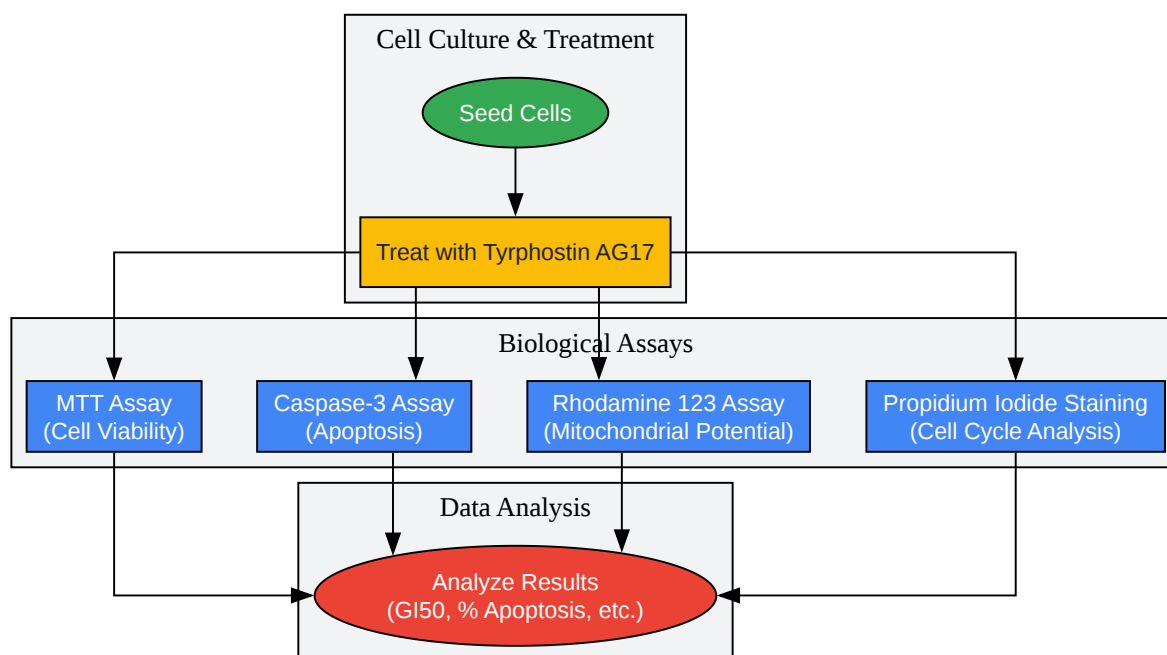 Cell Culture & Treatment
Seed Cells
Treat with Tyrphostin AG17
Biological Assays
MTT Assay
(Cell Viability)
Caspase-3 Assay
(Apoptosis)
Rhodamine 123 Assay
(Mitochondrial Potential)
Propidium Iodide Staining
(Cell Cycle Analysis)
Data Analysis
Analyze Results
(GI50, % Apoptosis, etc.)